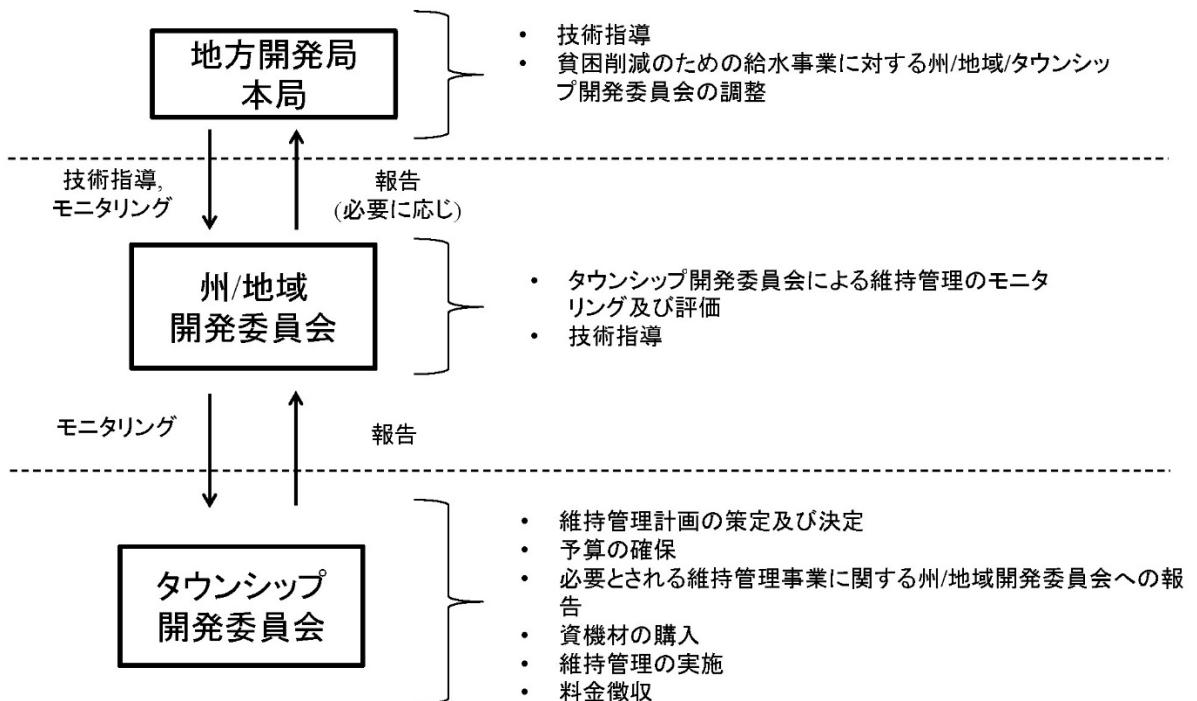 地方開発局
本局
• 技術指導
• 貧困削減のための給水事業に対する州/地域/タウンシッ
プ開発委員会の調整
技術指導,
モニタリング
報告
(必要に応じ)
州/地域
開発委員会
• タウンシップ開発委員会による維持管理のモニタ
リング及び評価
• 技術指導
モニタリング
報告
タウンシップ
開発委員会
• 維持管理計画の策定及び決定
• 予算の確保
• 必要とされる維持管理事業に関する州/地域開発委員会への報
告
• 資機材の購入
• 維持管理の実施
• 料金徴収